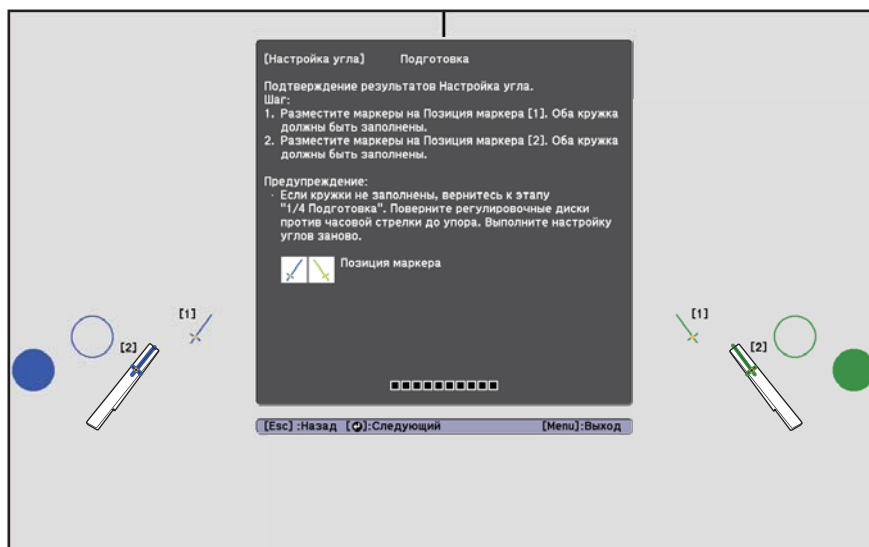 [Настройка угла] Подготовка
Подтверждение результатов Настройка угла.
Шаг:
1. Разместите маркеры на Позиция маркера [1]. Оба кружка
должны быть заполнены.
2. Разместите маркеры на Позиция маркера [2]. Оба кружка
должны быть заполнены.
Предупреждение:
· Если кружки не заполнены, вернитесь к этапу
"1/4 Подготовка". Поверните регулировочные диски
против часовой стрелки до упора. Выполните настройку
углов заново.
Позиция маркера
[1]
[2]
[1]
[2]
[Esc] :Назад [⏎]:Следующий [Menu]:Выход